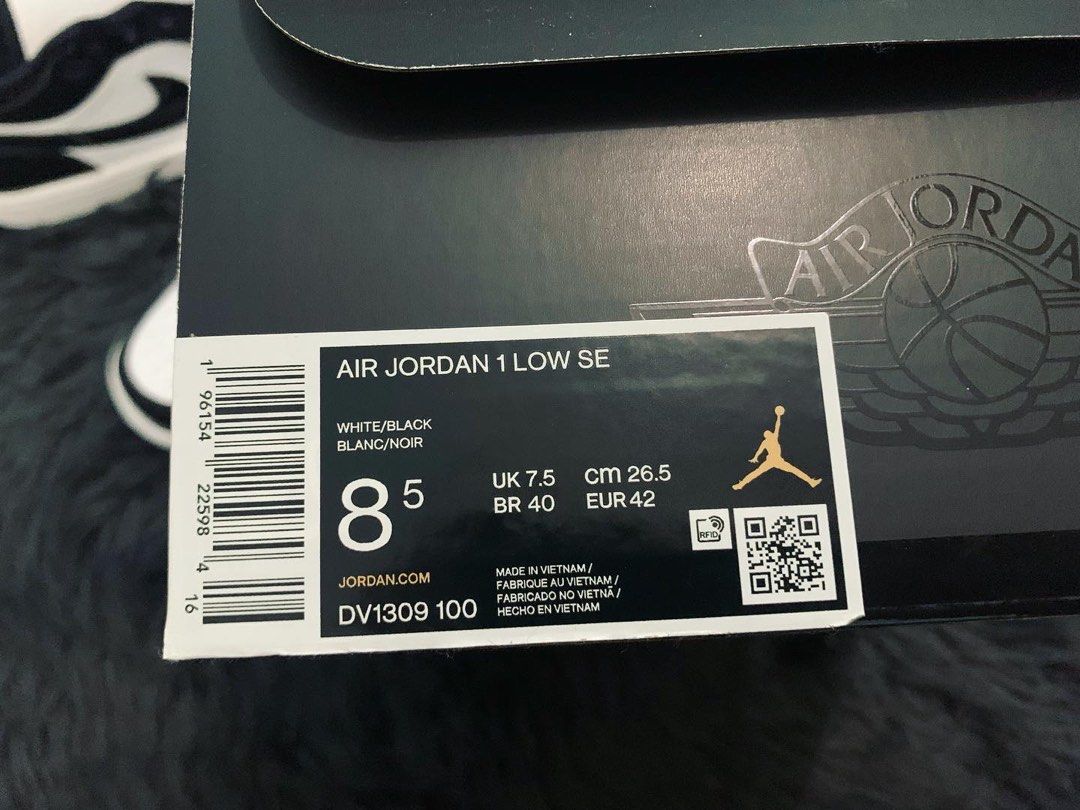 AIR JORDA
AIR JORDAN 1 LOW SE
WHITE/BLACK
BLANC/NOIR
8 5
UK 7.5 cm 26.5
BR 40 EUR 42
RFID
JORDAN.COM
DV1309 100
MADE IN VIETNAM /
FABRIQUE AU VIETNAM /
FABRICADO NO VIETNÃ /
HECHO EN VIETNAM
1 96154 22598 4 16